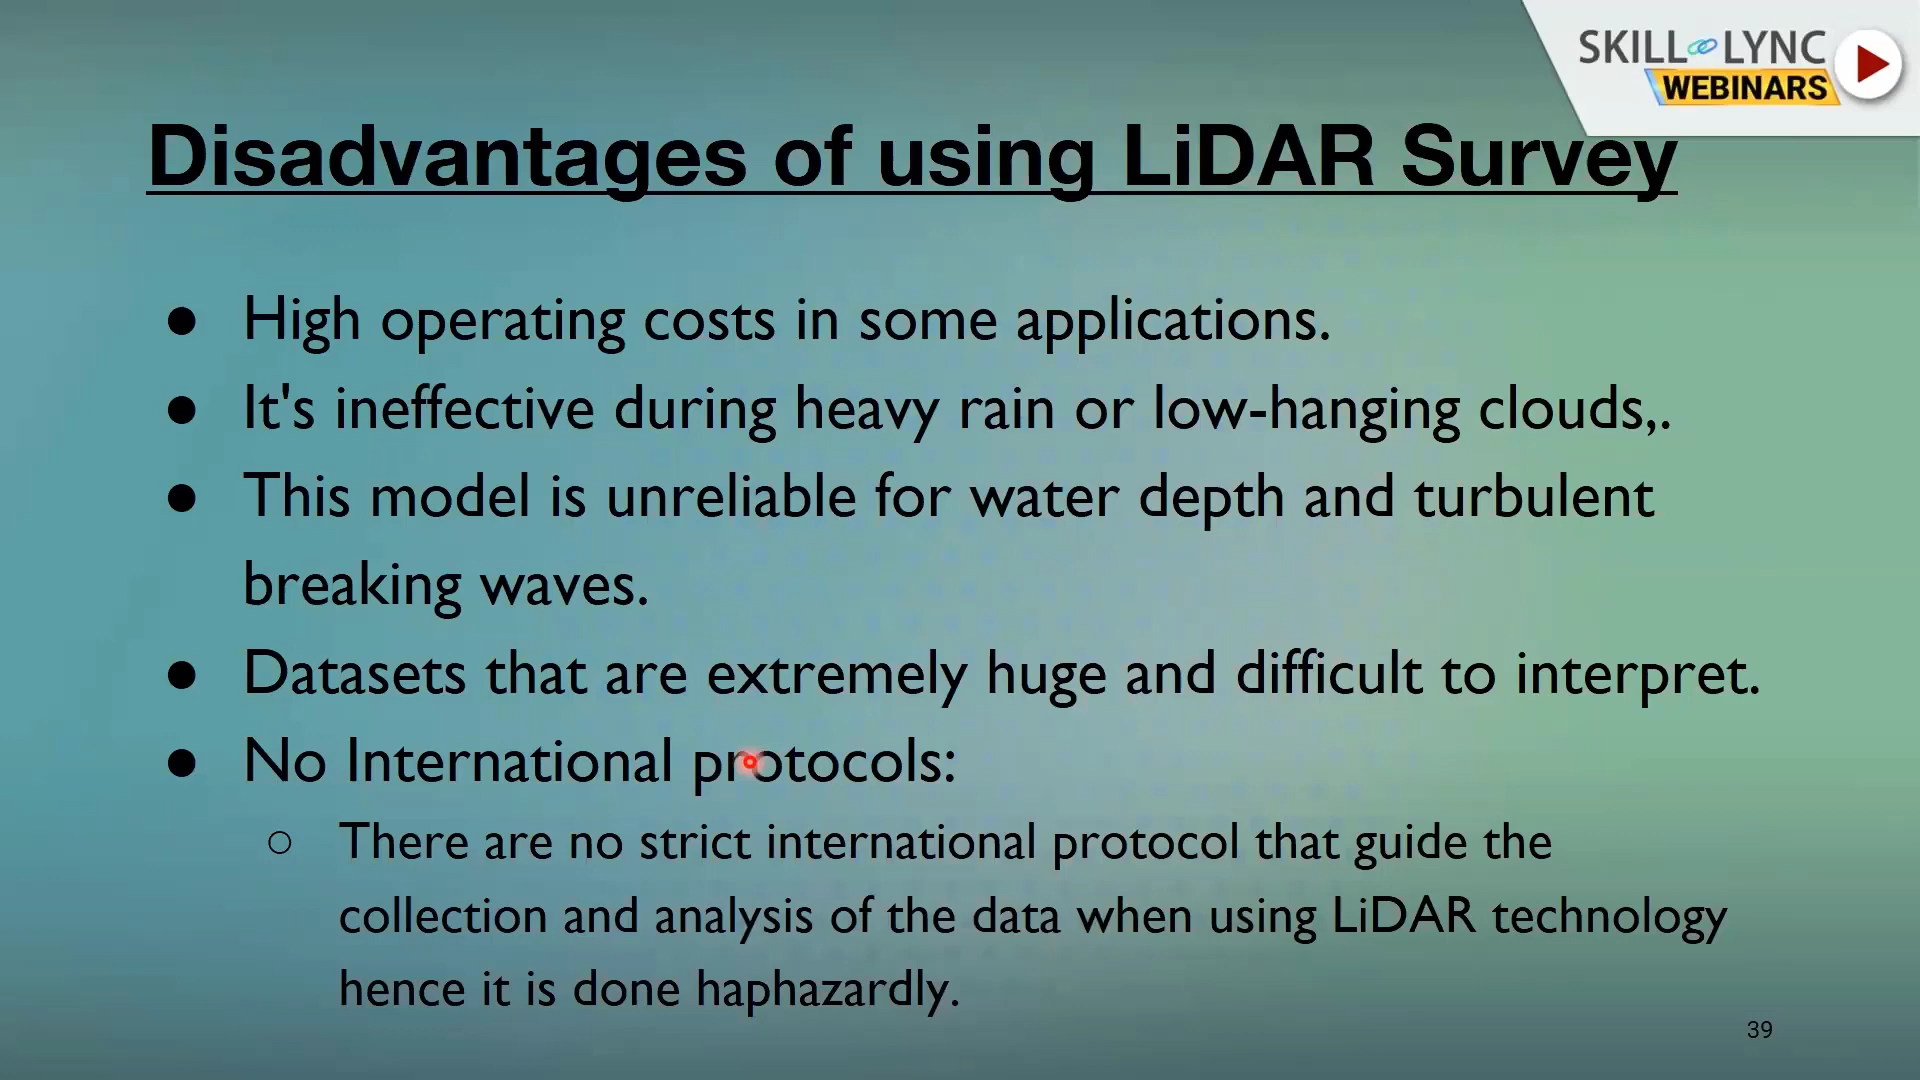 SKILL LYNC
WEBINARS
Disadvantages of using LiDAR Survey
● High operating costs in some applications.
● It's ineffective during heavy rain or low-hanging clouds,.
● This model is unreliable for water depth and turbulent
breaking waves.
● Datasets that are extremely huge and difficult to interpret.
● No International protocols:
○ There are no strict international protocol that guide the
collection and analysis of the data when using LiDAR technology
hence it is done haphazardly.
39